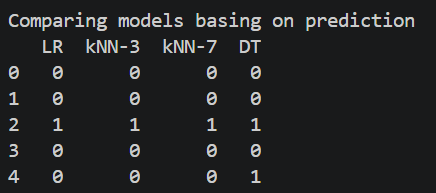 Comparing models basing on prediction
   LR  kNN-3  kNN-7  DT
0   0      0      0   0
1   0      0      0   0
2   1      1      1   1
3   0      0      0   0
4   0      0      0   1